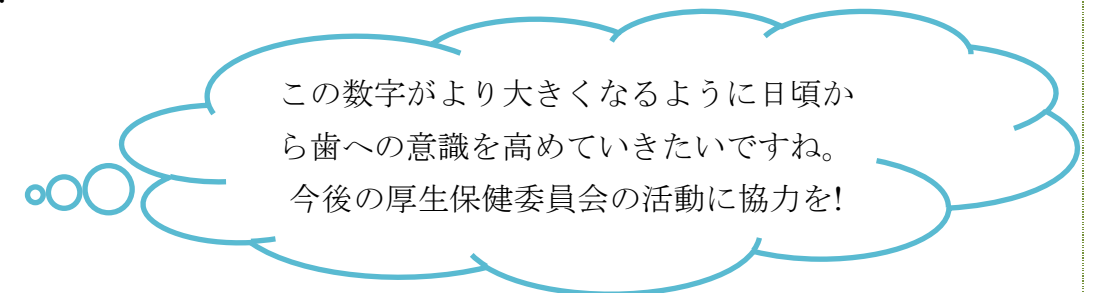 この数字がより大きくなるように日頃か
ら歯への意識を高めていきたいですね。
今後の厚生保健委員会の活動に協力を!